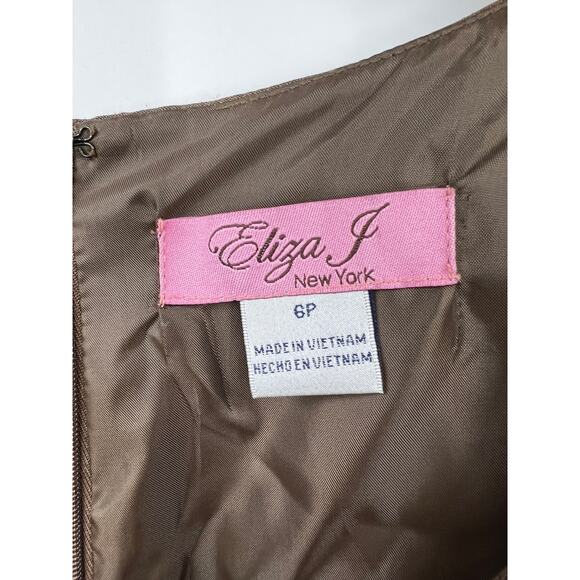 Eliza J
New York
6P
MADE IN VIETNAM
HECHO EN VIETNAM